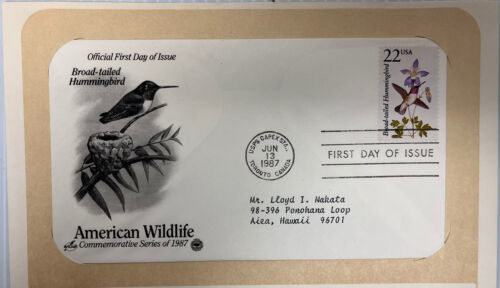 Official First Day of Issue
Broad-tailed
Hummingbird
American Wildlife
Commemorative Series of 1987
USPS CAPEX STA.,
JUN
13
1987
TORONTO CANADA
22 USA
Broad-tailed Hummingbird
FIRST DAY OF ISSUE
Mr. Lloyd I. Nakata
98-396 Ponohana Loop
Aiea, Hawaii 96701